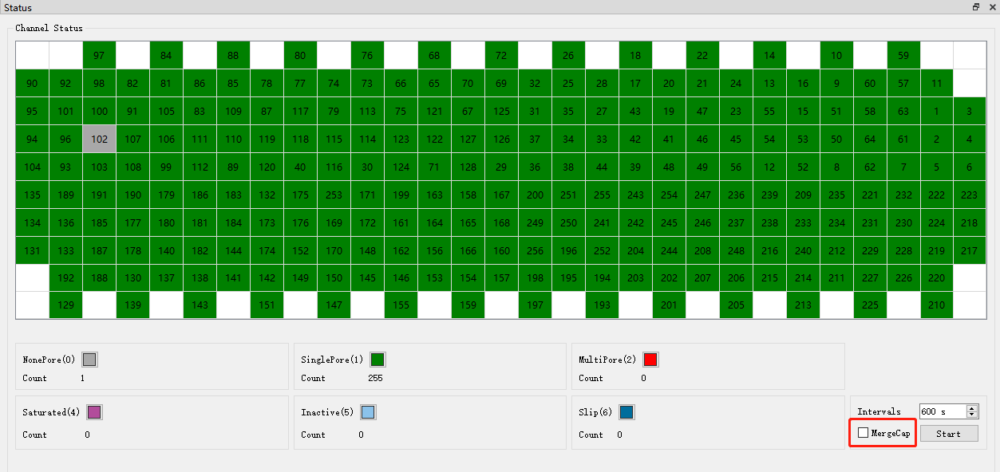 Status
Channel Status
97 84 88 80 76 68 72 26 18 22 14 10 59
90 92 98 82 81 86 85 78 77 74 73 66 65 70 69 32 25 28 17 20 21 24 13 16 9 60 57 11
95 101 100 91 105 83 109 87 117 79 113 75 121 67 125 31 35 27 43 19 47 23 55 15 51 58 63 1 3
94 96 102 107 106 111 110 119 118 115 114 123 122 127 126 37 34 33 42 41 46 45 54 53 50 64 61 2 4
104 93 103 108 99 112 89 120 40 116 30 124 71 128 29 36 38 44 39 48 49 56 12 52 8 62 7 5 6
135 189 191 190 179 186 183 132 175 253 171 199 163 158 167 200 251 255 243 254 247 236 239 209 235 221 232 222 223
134 136 185 177 180 181 184 173 176 169 172 161 164 165 168 249 250 241 242 245 246 237 238 233 234 231 230 224 218
131 133 187 178 140 182 144 174 152 170 148 162 156 166 160 256 196 252 204 244 208 248 216 240 212 229 228 219 217
192 188 130 137 138 141 142 149 150 145 146 153 154 157 198 195 194 203 202 207 206 215 214 211 227 226 220
129 139 143 151 147 155 159 197 193 201 205 213 225 210
NonePore(0) SinglePore(1) MultiPore(2)
Count 1 Count 255 Count 0
Saturated(4) Inactive(5) Slip(6) Intervals 600 s
Count 0 Count 0 Count 0 MergeCap Start